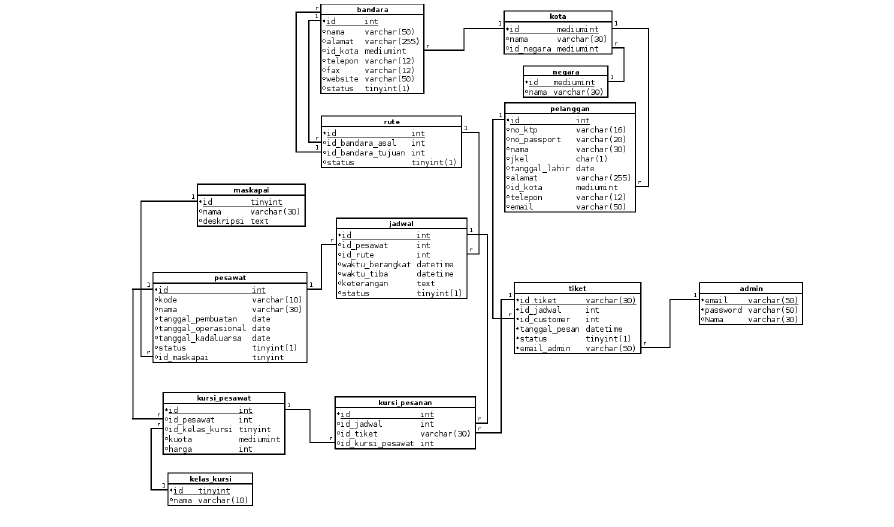 bandara
id int
nama varchar(50)
alamat varchar(255)
id_kota mediumint
telepon varchar(12)
fax varchar(12)
website varchar(50)
status tinyint(1)
kota
id mediumint
nama varchar(30)
id_negara mediumint
negara
id mediumint
nama varchar(30)
pelanggan
id int
no_ktp varchar(16)
no_passport varchar(20)
nama varchar(30)
jkel char(1)
tanggal_lahir date
alamat varchar(255)
id_kota mediumint
telepon varchar(12)
email varchar(50)
rute
id int
id_bandara_asal int
id_bandara_tujuan int
status tinyint(1)
maskapai
id tinyint
nama varchar(30)
deskripsi text
jadwal
id int
id_pesawat int
id_rute int
waktu_berangkat datetime
waktu_tiba datetime
keterangan text
status tinyint(1)
pesawat
id int
kode varchar(10)
nama varchar(30)
tanggal_pembuatan date
tanggal_operasional date
tanggal_kadaluarsa date
status tinyint(1)
id_maskapai tinyint
tiket
id_tiket varchar(30)
id_jadwal int
id_customer int
tanggal_pesan datetime
status tinyint(1)
email_admin varchar(50)
admin
email varchar(50)
password varchar(50)
Nama varchar(30)
kursi_pesawat
id int
id_pesawat int
id_kelas_kursi tinyint
kuota mediumint
harga int
kursi_pesanan
id int
id_jadwal int
id_tiket varchar(30)
id_kursi_pesawat int
kelas_kursi
id tinyint
nama varchar(10)